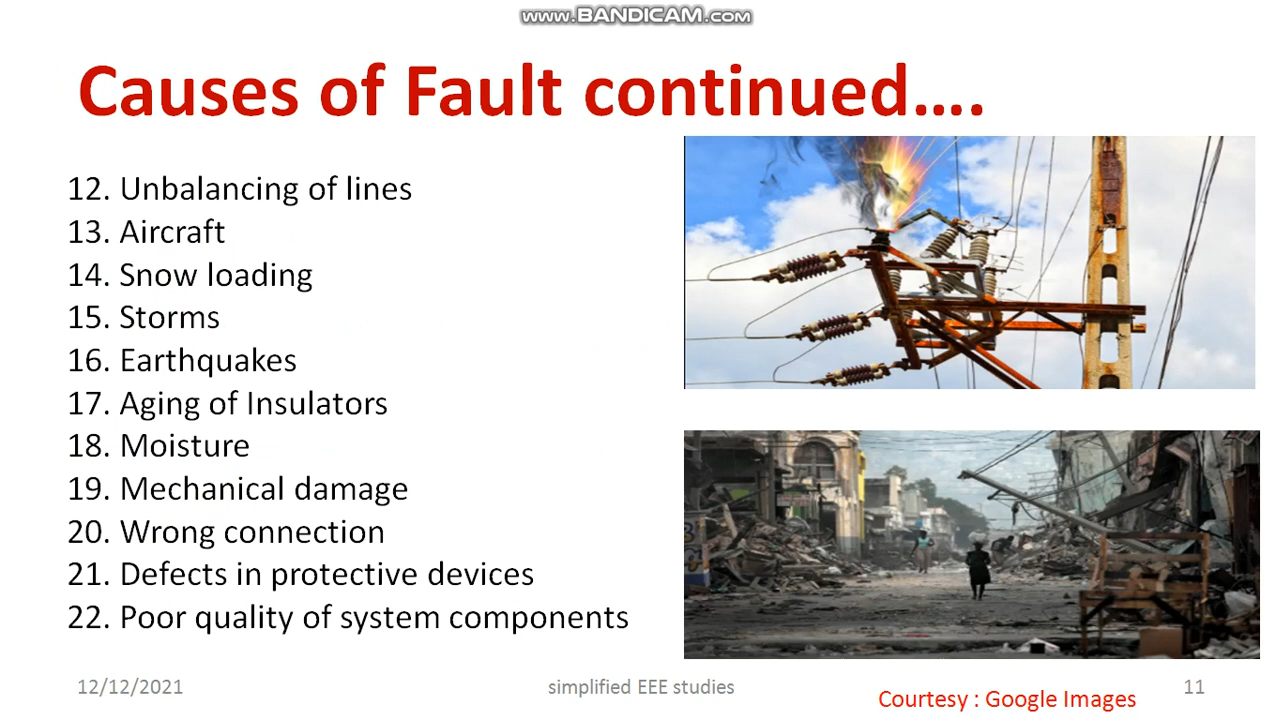 www.BANDICAM.com
Causes of Fault continued....
12. Unbalancing of lines
13. Aircraft
14. Snow loading
15. Storms
16. Earthquakes
17. Aging of Insulators
18. Moisture
19. Mechanical damage
20. Wrong connection
21. Defects in protective devices
22. Poor quality of system components
12/12/2021
simplified EEE studies
Courtesy : Google Images
11